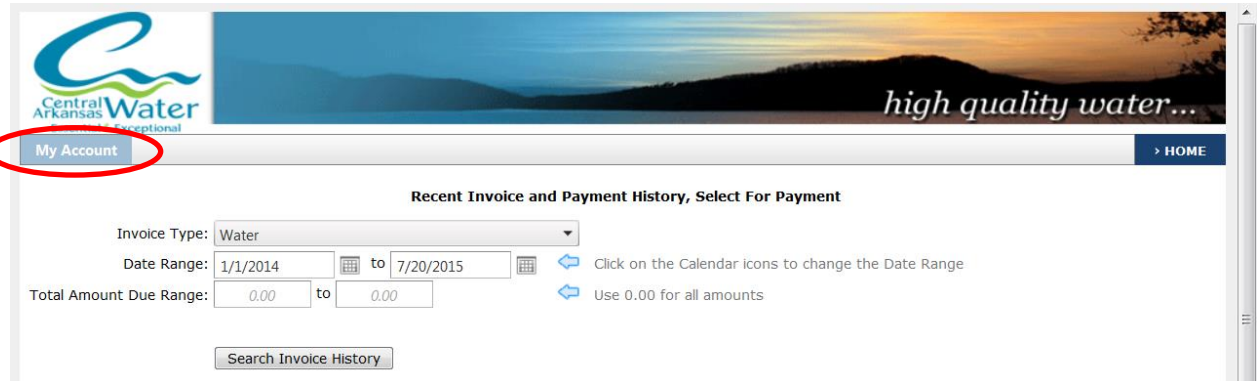 Central
Arkansas Water
Exceptional
high quality water...
My Account
› HOME
Recent Invoice and Payment History, Select For Payment
Invoice Type: Water
Date Range: 1/1/2014 to 7/20/2015 Click on the Calendar icons to change the Date Range
Total Amount Due Range: 0.00 to 0.00 Use 0.00 for all amounts
Search Invoice History